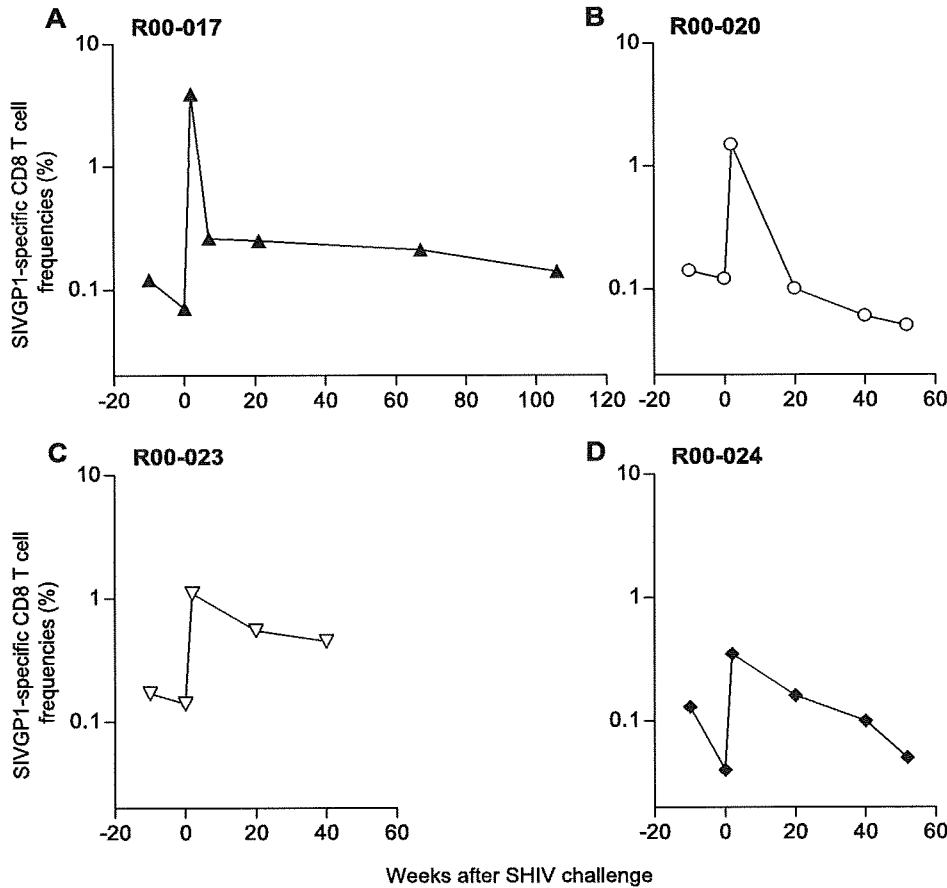 A
R00-017
SIVGP1-specific CD8 T cell
frequencies (%)
10
1
0.1
-20 0 20 40 60 80 100 120
B
R00-020
10
1
0.1
-20 0 20 40 60
C
R00-023
SIVGP1-specific CD8 T cell
frequencies (%)
10
1
0.1
-20 0 20 40 60
D
R00-024
10
1
0.1
-20 0 20 40 60
Weeks after SHIV challenge